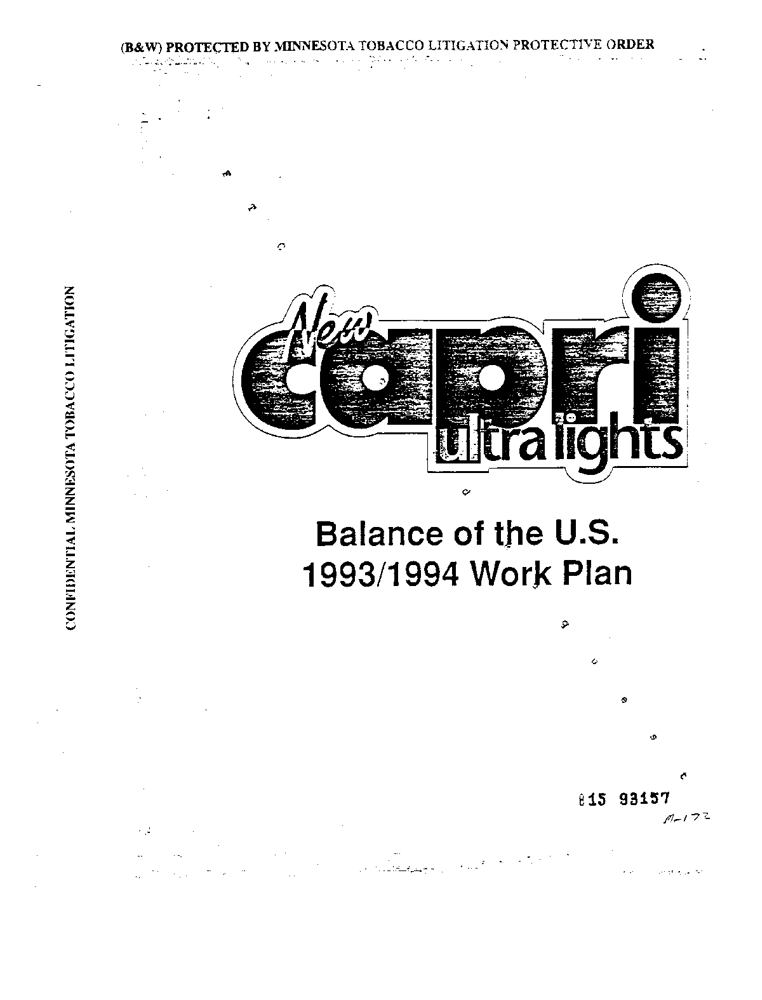 (B&W) PROTECTED BY MINNESOTA TOBACCO LITIGATION PROTECTIVE ORDER
CONFIDENTIAL MINNESOTA TOBACCO LITIGATION
New
capri
ultra lights
Balance of the U.S.
1993/1994 Work Plan
815 93157
M-172